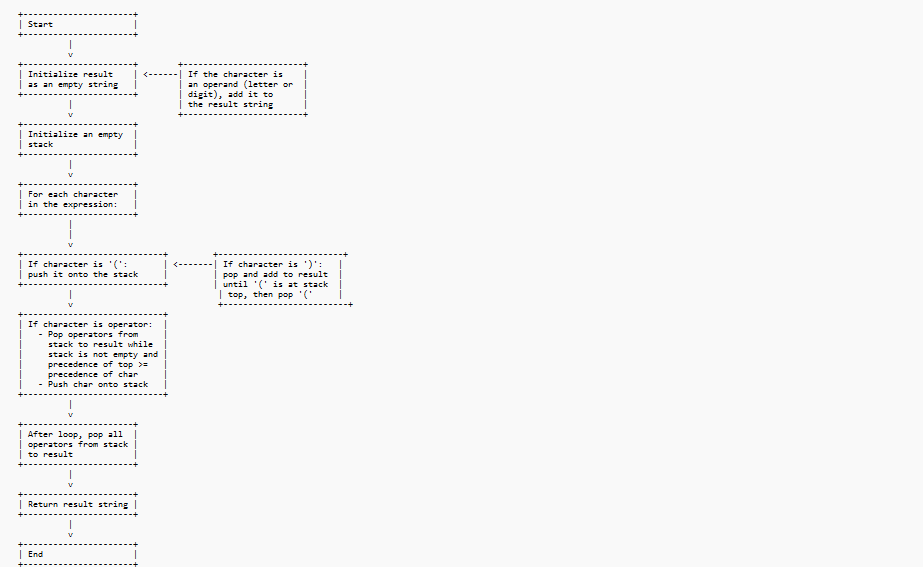 Start
Initialize result
as an empty string
If the character is
an operand (letter or
digit), add it to
the result string
Initialize an empty
stack
For each character
in the expression:
If character is '(':
push it onto the stack
If character is ')':
pop and add to result
until '(' is at stack
top, then pop '('
If character is operator:
- Pop operators from
stack to result while
stack is not empty and
precedence of top >=
precedence of char
- Push char onto stack
After loop, pop all
operators from stack
to result
Return result string
End